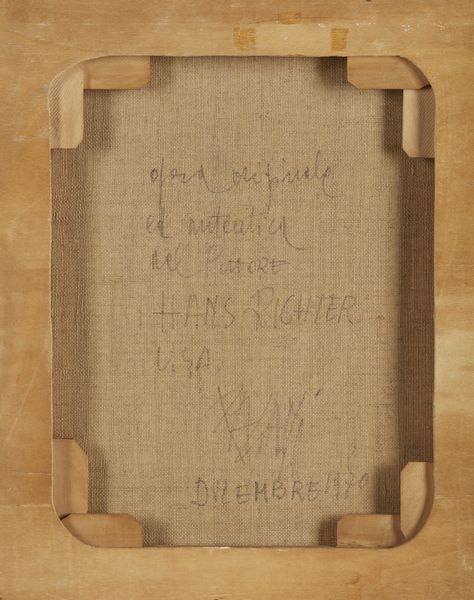 opera originale
ed autentica
del Pittore
HANS RICHTER
U.S.A.
DICEMBRE 1970